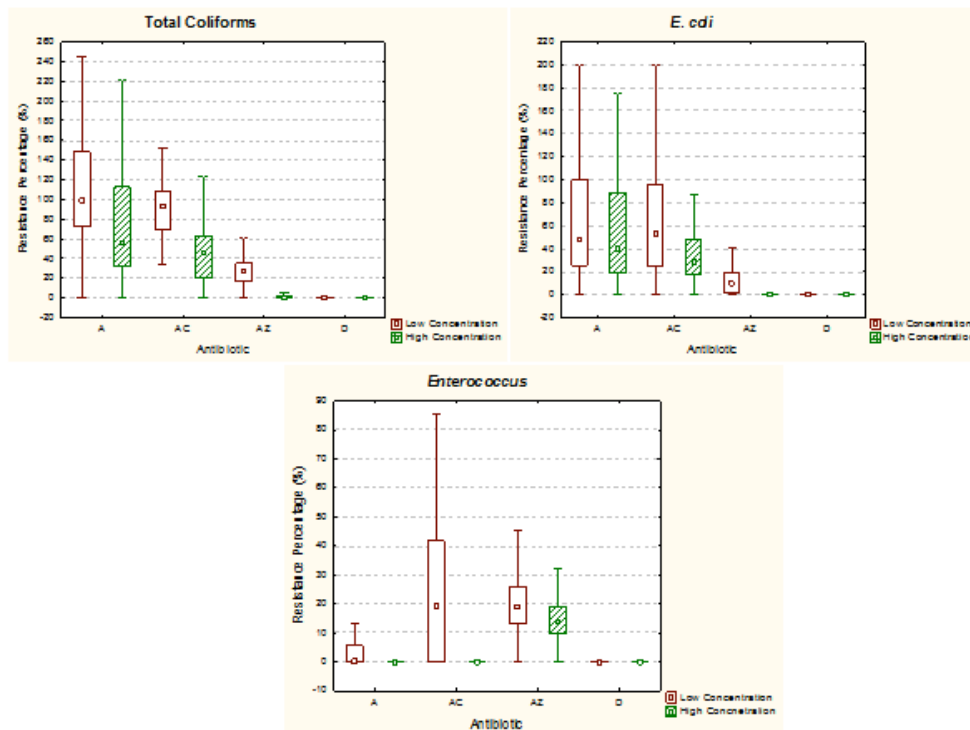 Total Coliforms
Resistance Percentage (%)
260
240
220
200
180
160
140
120
100
80
60
40
20
0
-20
A AC AZ D
Antibiotic
Low Concentration
High Concentration
E. cdi
Resistance Percentage (%)
220
200
180
160
140
120
100
80
60
40
20
0
-20
A AC AZ D
Antibiotic
Low Concentration
High Concentration
Enterococcus
Resistance Percentage (%)
90
80
70
60
50
40
30
20
10
0
-10
A AC AZ D
Antibiotic
Low Concentration
High Concnetration